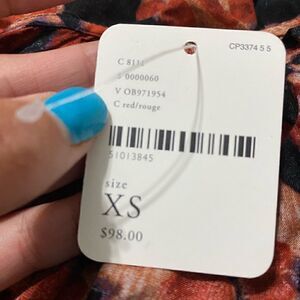 CP3374 5 5
C 811
S 0000060
V OB971954
C red/rouge
51013845
size
XS
$98.00